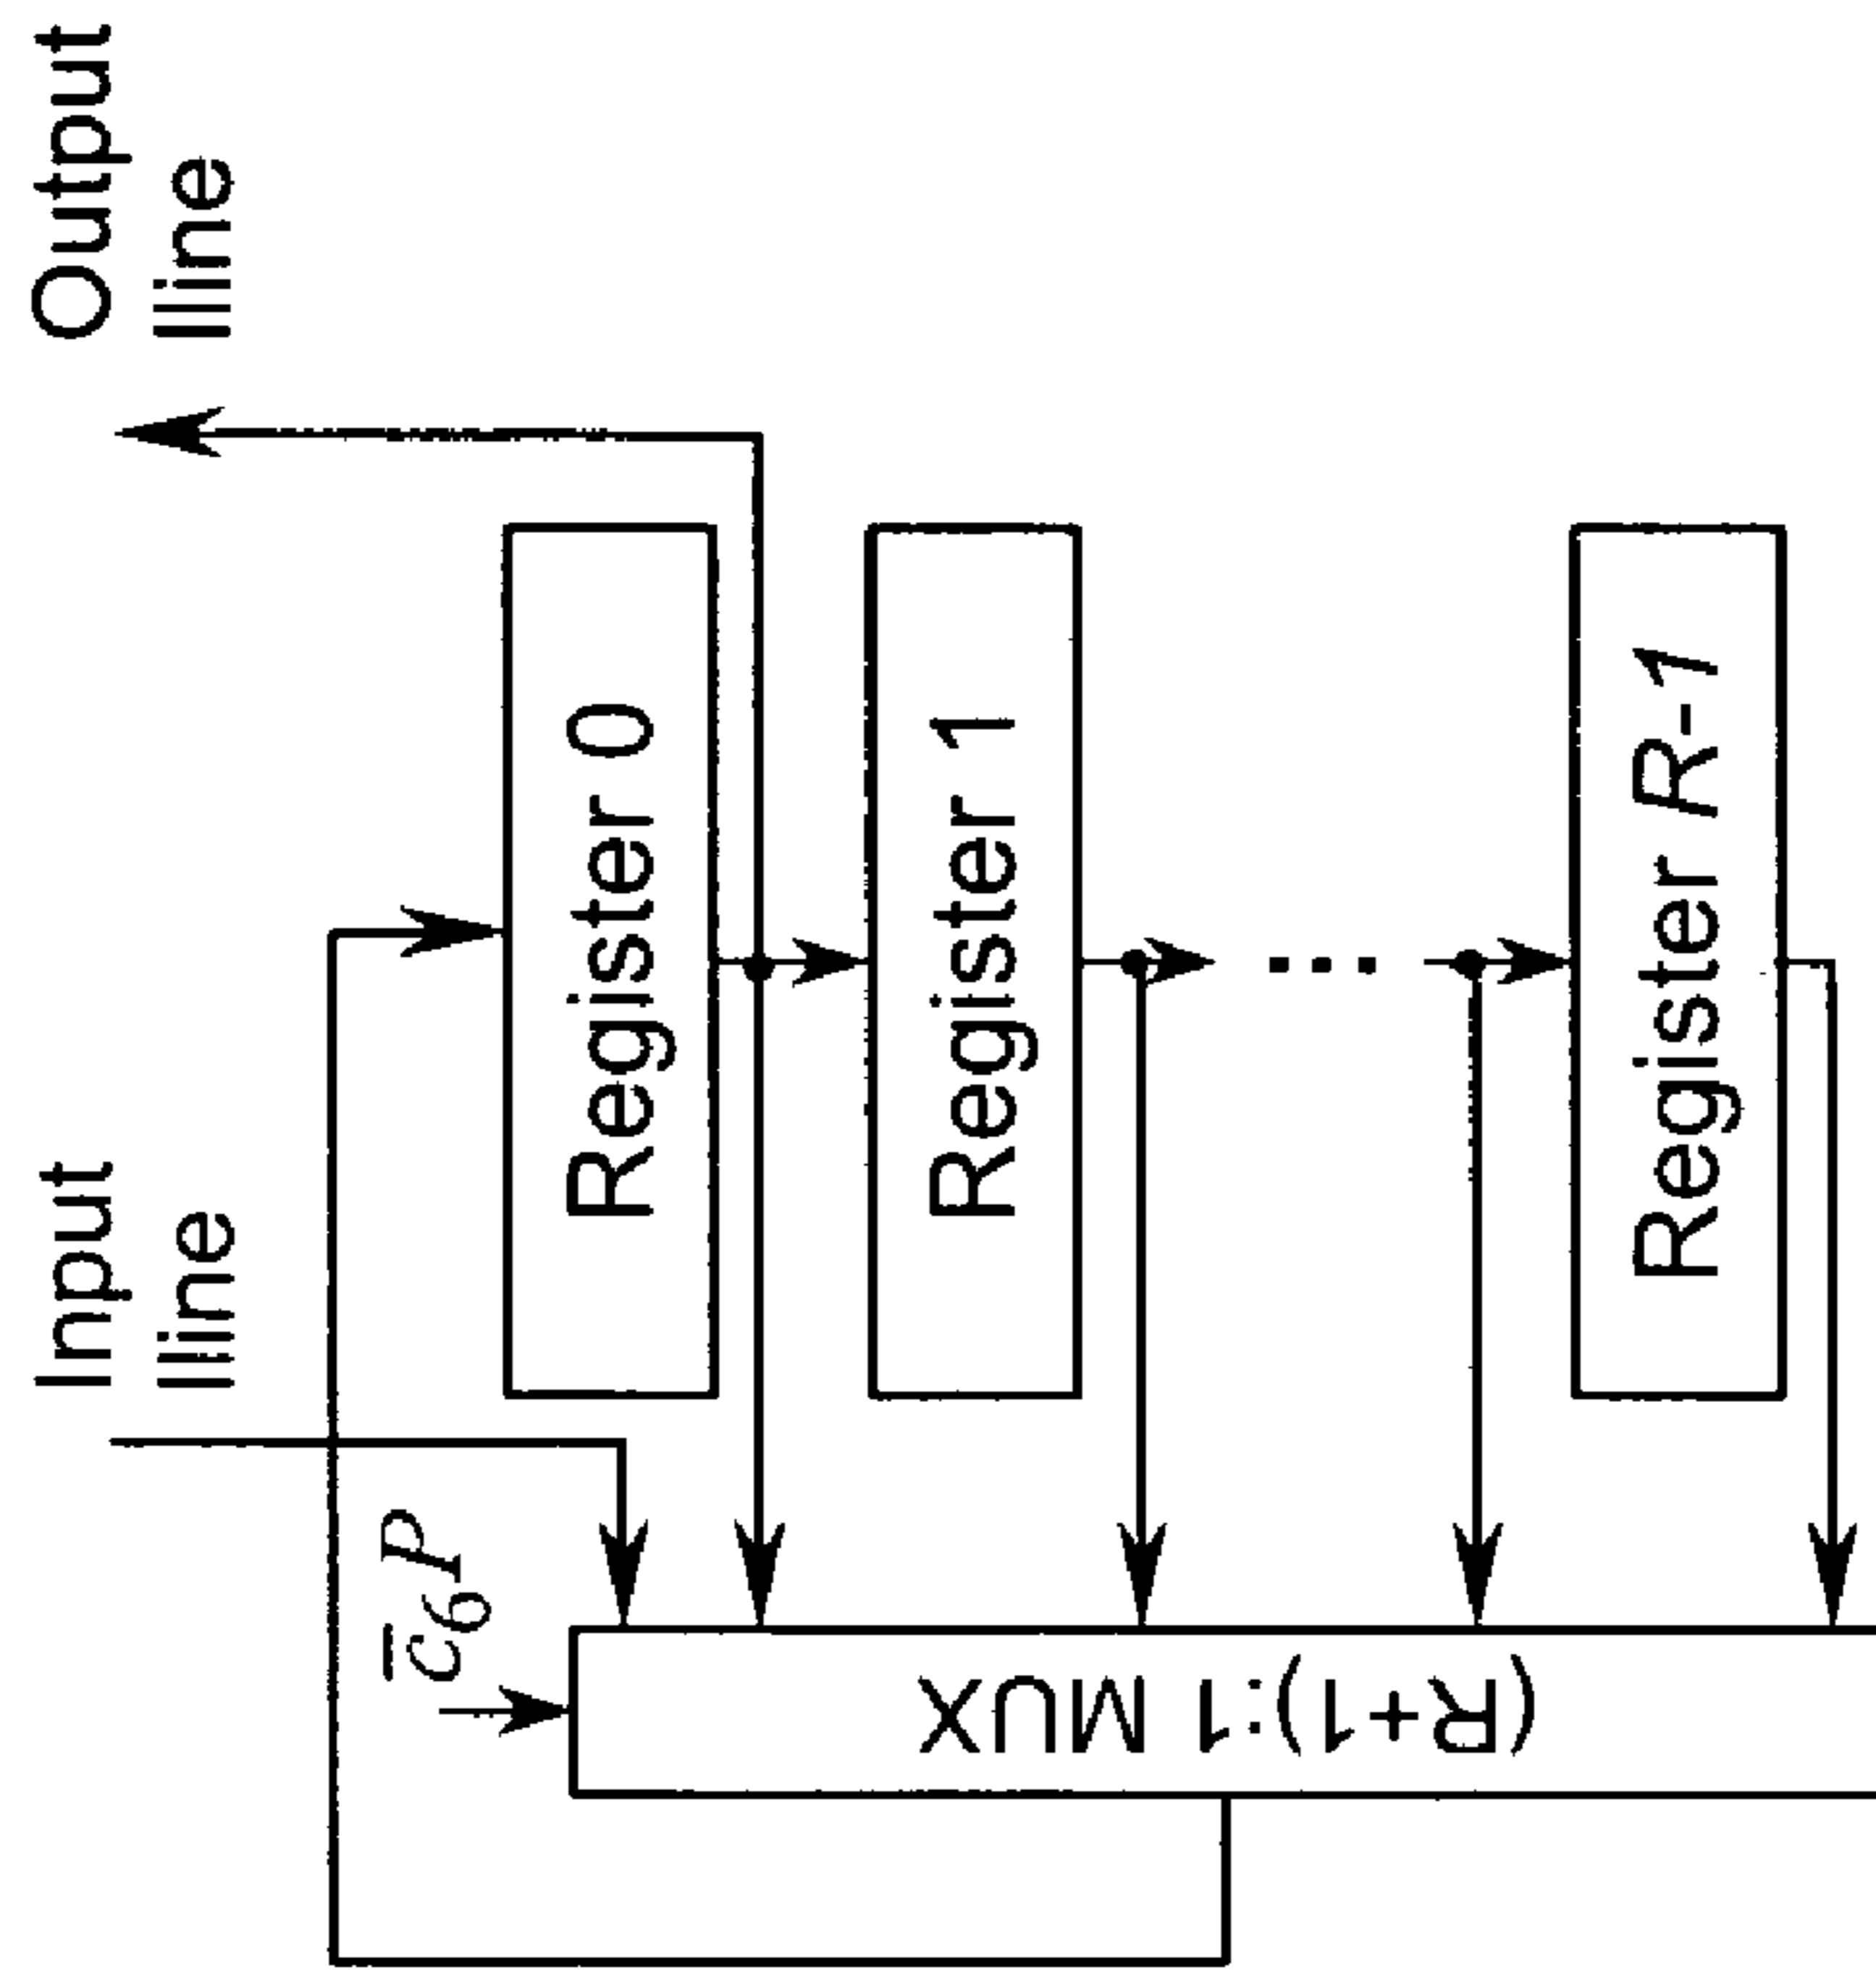 Input
lline
Output
lline
c̄₆P
Register 0
Register 1
...
Register R-1
(R+1):1 MUX